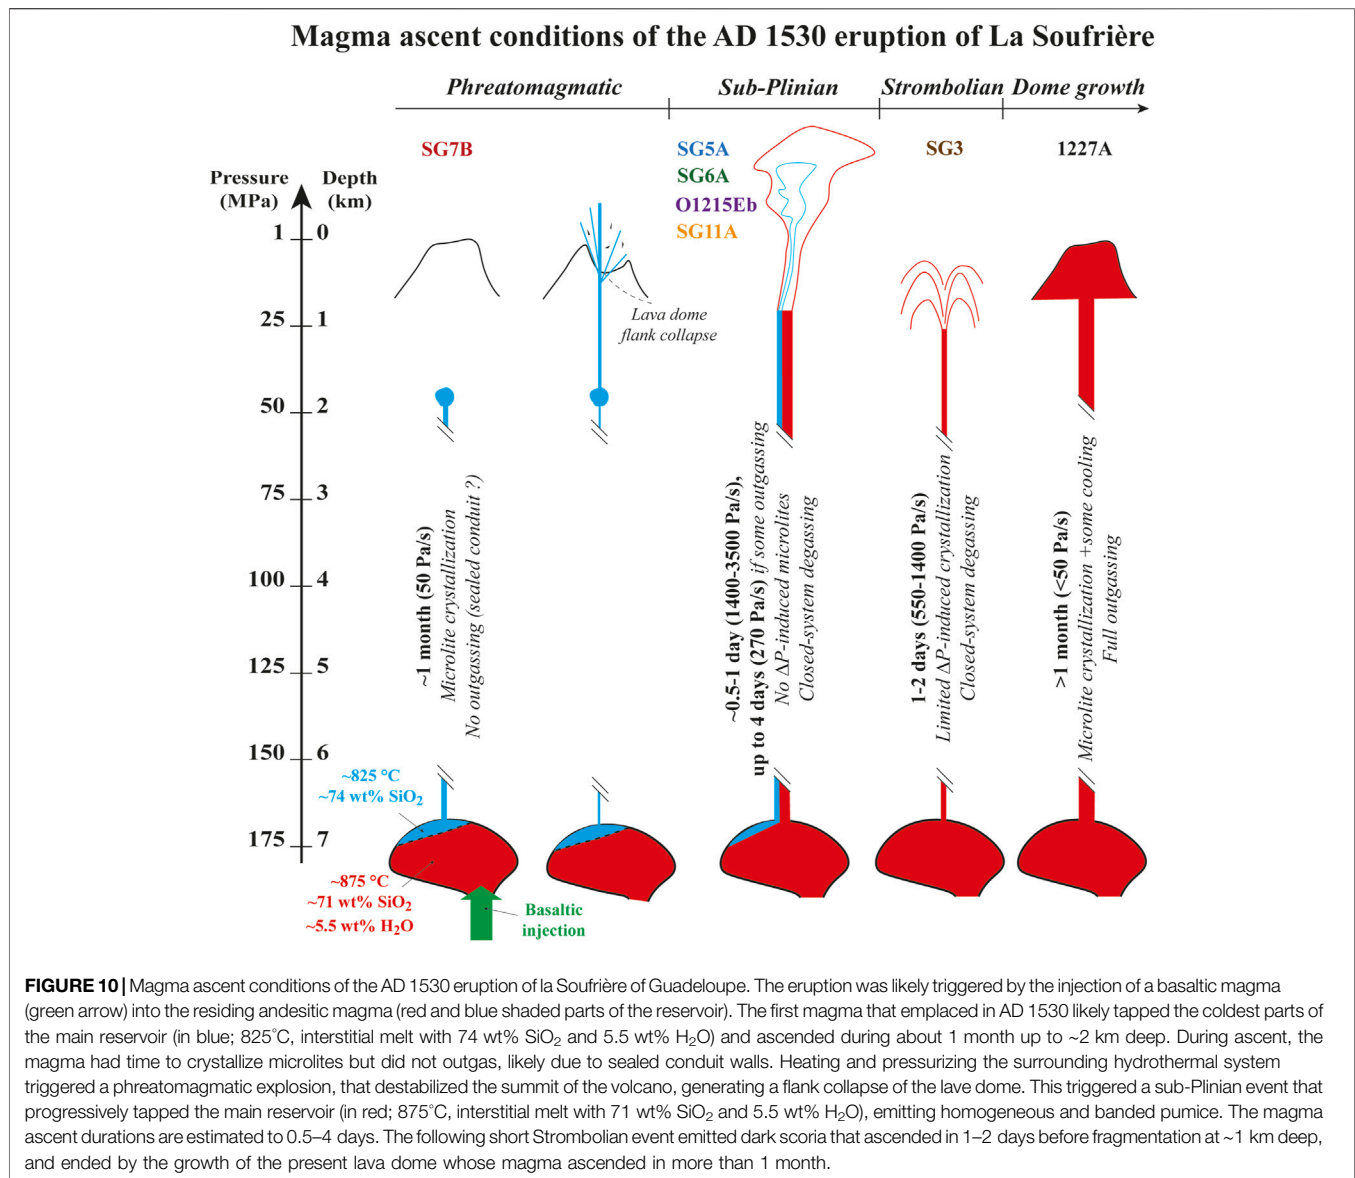 Magma ascent conditions of the AD 1530 eruption of La Soufrière
Phreatomagmatic
Sub-Plinian
Strombolian
Dome growth
SG7B
SG5A
SG6A
O1215Eb
SG11A
SG3
1227A
Pressure
(MPa)
Depth
(km)
1 0
25 1
50 2
75 3
100 4
125 5
150 6
175 7
Lava dome
flank collapse
~1 month (50 Pa/s)
Microlite crystallization
No outgassing (sealed conduit ?)
~0.5-1 day (1400-3500 Pa/s),
up to 4 days (270 Pa/s) if some outgassing
No ΔP-induced microlites
Closed-system degassing
1-2 days (550-1400 Pa/s)
Limited ΔP-induced crystallization
Closed-system degassing
>1 month (<50 Pa/s)
Microlite crystallization +some cooling
Full outgassing
~825 °C
~74 wt% SiO₂
~875 °C
~71 wt% SiO₂
~5.5 wt% H₂O
Basaltic
injection
FIGURE 10 | Magma ascent conditions of the AD 1530 eruption of la Soufrière of Guadeloupe. The eruption was likely triggered by the injection of a basaltic magma
(green arrow) into the residing andesitic magma (red and blue shaded parts of the reservoir). The first magma that emplaced in AD 1530 likely tapped the coldest parts of
the main reservoir (in blue; 825°C, interstitial melt with 74 wt% SiO₂ and 5.5 wt% H₂O) and ascended during about 1 month up to ~2 km deep. During ascent, the
magma had time to crystallize microlites but did not outgas, likely due to sealed conduit walls. Heating and pressurizing the surrounding hydrothermal system
triggered a phreatomagmatic explosion, that destabilized the summit of the volcano, generating a flank collapse of the lave dome. This triggered a sub-Plinian event that
progressively tapped the main reservoir (in red; 875°C, interstitial melt with 71 wt% SiO₂ and 5.5 wt% H₂O), emitting homogeneous and banded pumice. The magma
ascent durations are estimated to 0.5–4 days. The following short Strombolian event emitted dark scoria that ascended in 1–2 days before fragmentation at ~1 km deep,
and ended by the growth of the present lava dome whose magma ascended in more than 1 month.